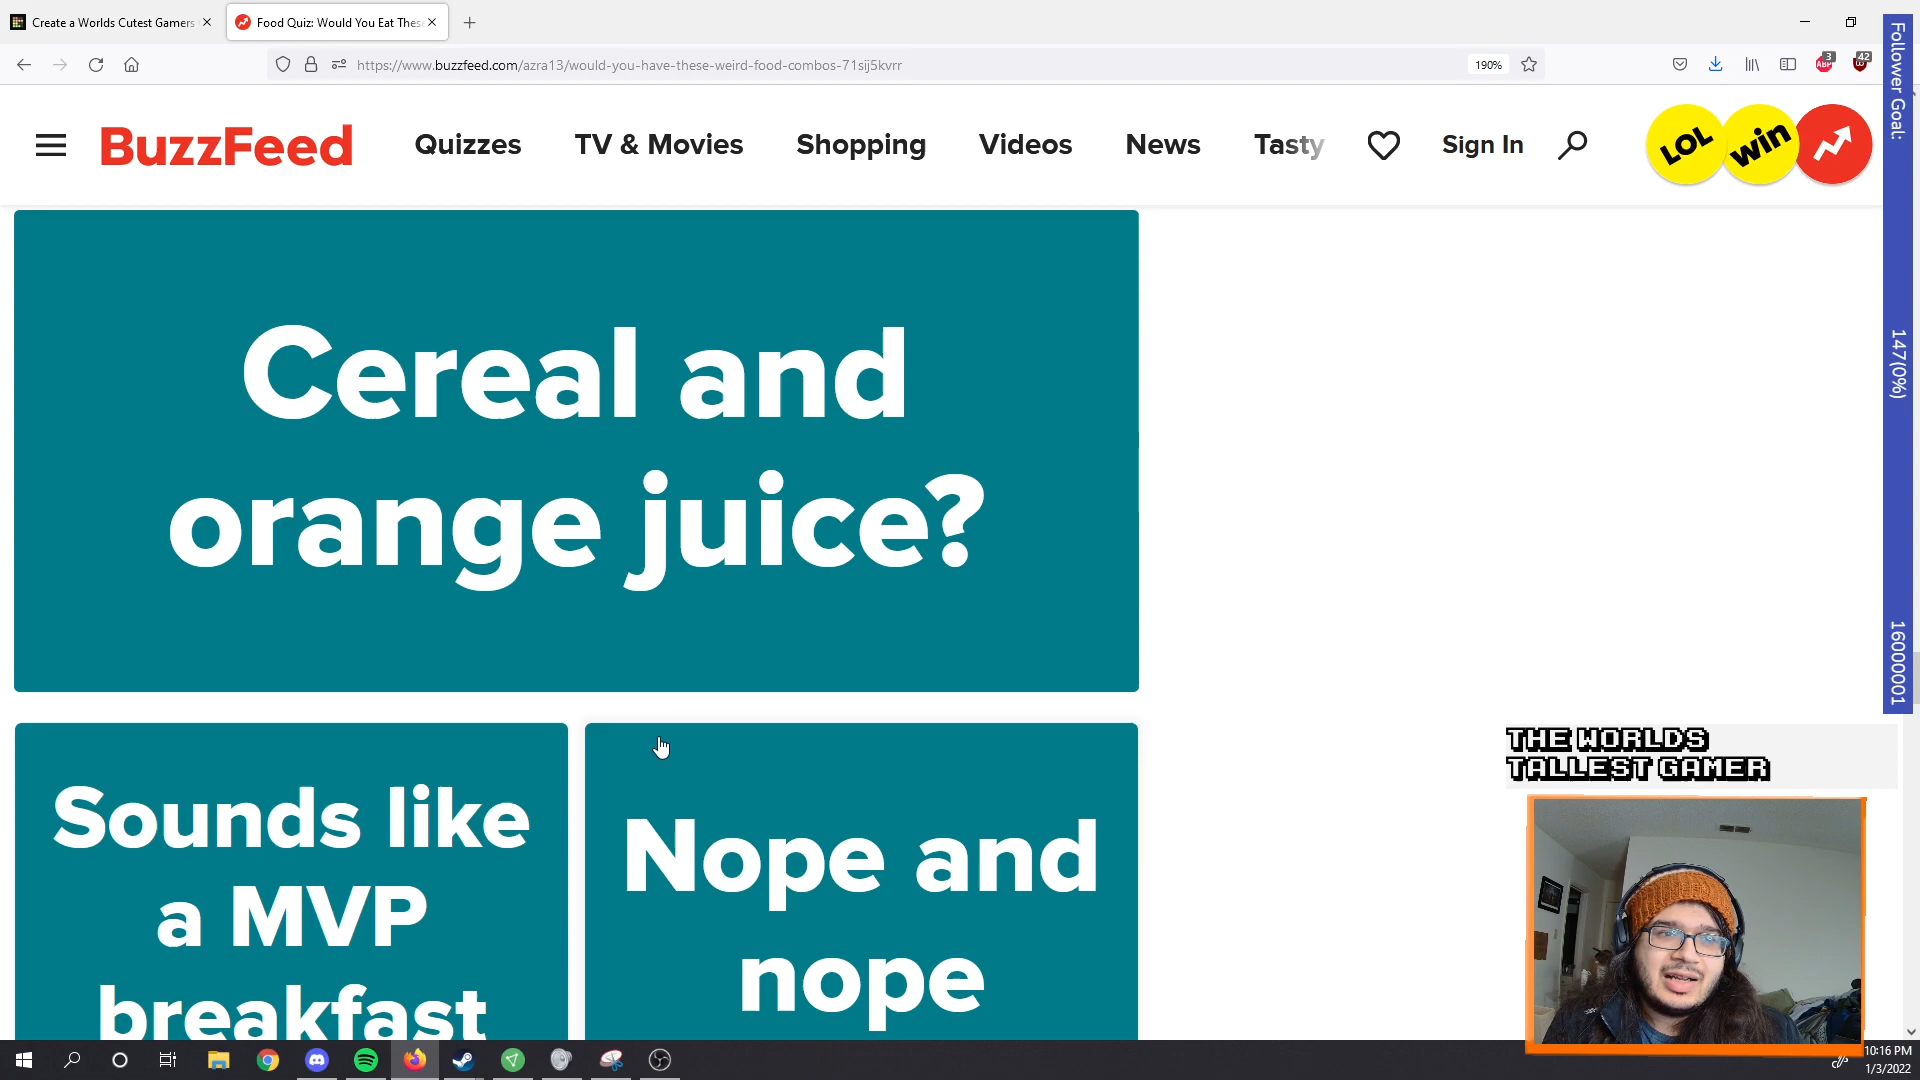 Create a Worlds Cutest Gamers
Food Quiz: Would You Eat Thes
https://www.buzzfeed.com/azra13/would-you-have-these-weird-food-combos-71sij5kvrr
190%
3
42
BuzzFeed
Quizzes
TV & Movies
Shopping
Videos
News
Tasty
Sign In
LOL
win
Follower Goal:
147(0%)
16000001
Cereal and
orange juice?
Sounds like
a MVP
breakfast
Nope and
nope
THE WORLDS
TALLEST GAMER
10:16 PM
1/3/2022